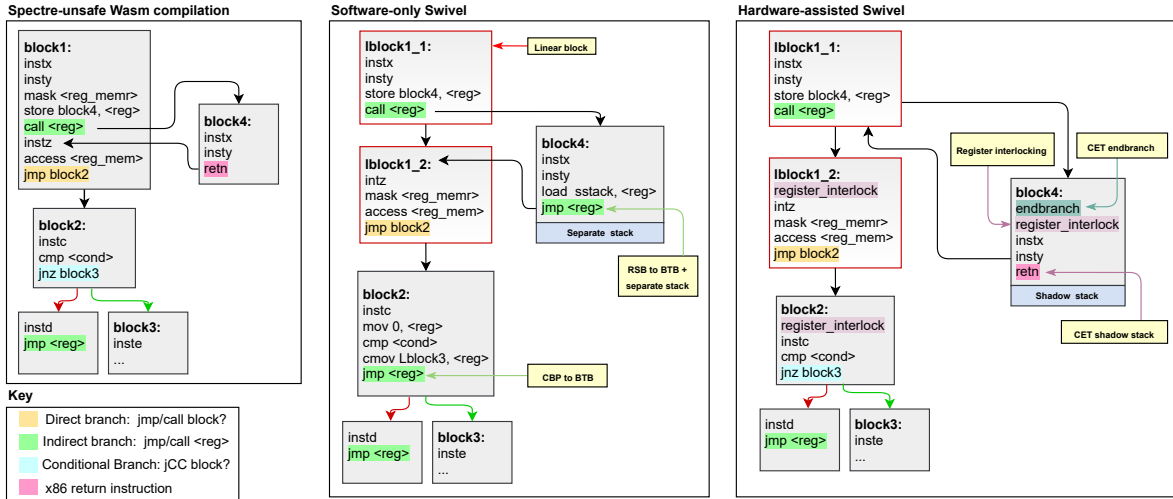 Spectre-unsafe Wasm compilation
block1:
instx
insty
mask <reg_memr>
store block4, <reg>
call <reg>
instz
access <reg_mem>
jmp block2
block4:
instx
insty
retn
block2:
instc
cmp <cond>
jnz block3
instd
jmp <reg>
block3:
inste
...
Key
Direct branch: jmp/call block?
Indirect branch: jmp/call <reg>
Conditional Branch: jCC block?
x86 return instruction
Software-only Swivel
lblock1_1:
instx
insty
store block4, <reg>
call <reg>
Linear block
lblock1_2:
intz
mask <reg_memr>
access <reg_mem>
jmp block2
block4:
instx
insty
load sstack, <reg>
jmp <reg>
Separate stack
RSB to BTB +
separate stack
block2:
instc
mov 0, <reg>
cmp <cond>
cmov Lblock3, <reg>
jmp <reg>
CBP to BTB
instd
jmp <reg>
block3:
inste
...
Hardware-assisted Swivel
lblock1_1:
instx
insty
store block4, <reg>
call <reg>
Register interlocking
CET endbranch
lblock1_2:
register_interlock
intz
mask <reg_memr>
access <reg_mem>
jmp block2
block4:
endbranch
register_interlock
instx
insty
retn
Shadow stack
CET shadow stack
block2:
register_interlock
instc
cmp <cond>
jnz block3
instd
jmp <reg>
block3:
inste
...